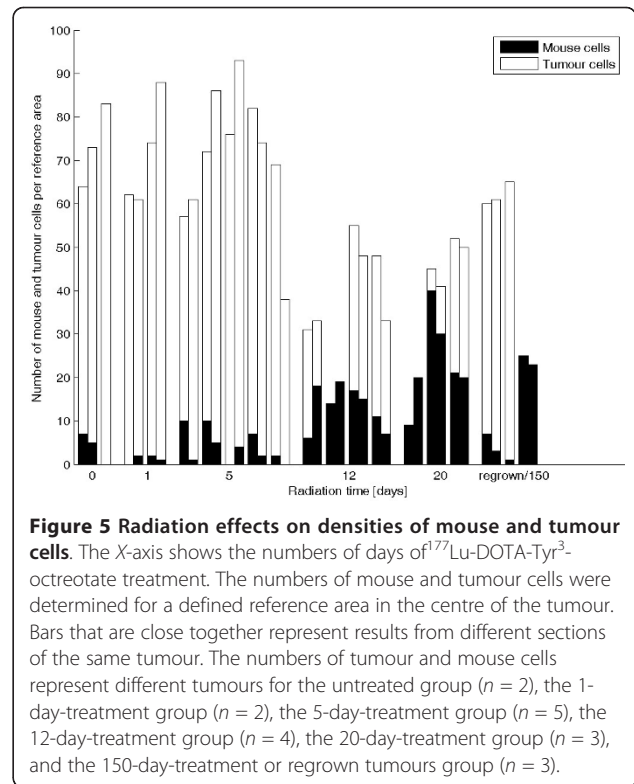 100
90
80
70
60
50
40
30
20
10
0
Number of mouse and tumour cells per reference area
Mouse cells
Tumour cells
0 1 5 12 20 regrown/150
Radiation time [days]
Figure 5 Radiation effects on densities of mouse and tumour
cells. The X-axis shows the numbers of days of¹⁷⁷Lu-DOTA-Tyr³-
octreotate treatment. The numbers of mouse and tumour cells were
determined for a defined reference area in the centre of the tumour.
Bars that are close together represent results from different sections
of the same tumour. The numbers of tumour and mouse cells
represent different tumours for the untreated group (n = 2), the 1-
day-treatment group (n = 2), the 5-day-treatment group (n = 5), the
12-day-treatment group (n = 4), the 20-day-treatment group (n = 3),
and the 150-day-treatment or regrown tumours group (n = 3).